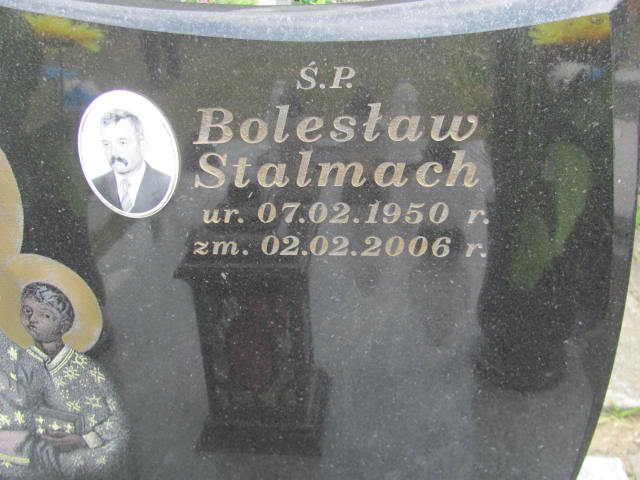 Ś.P.
Bolesław
Stalmach
ur. 07.02.1950 r.
zm. 02.02.2006 r.